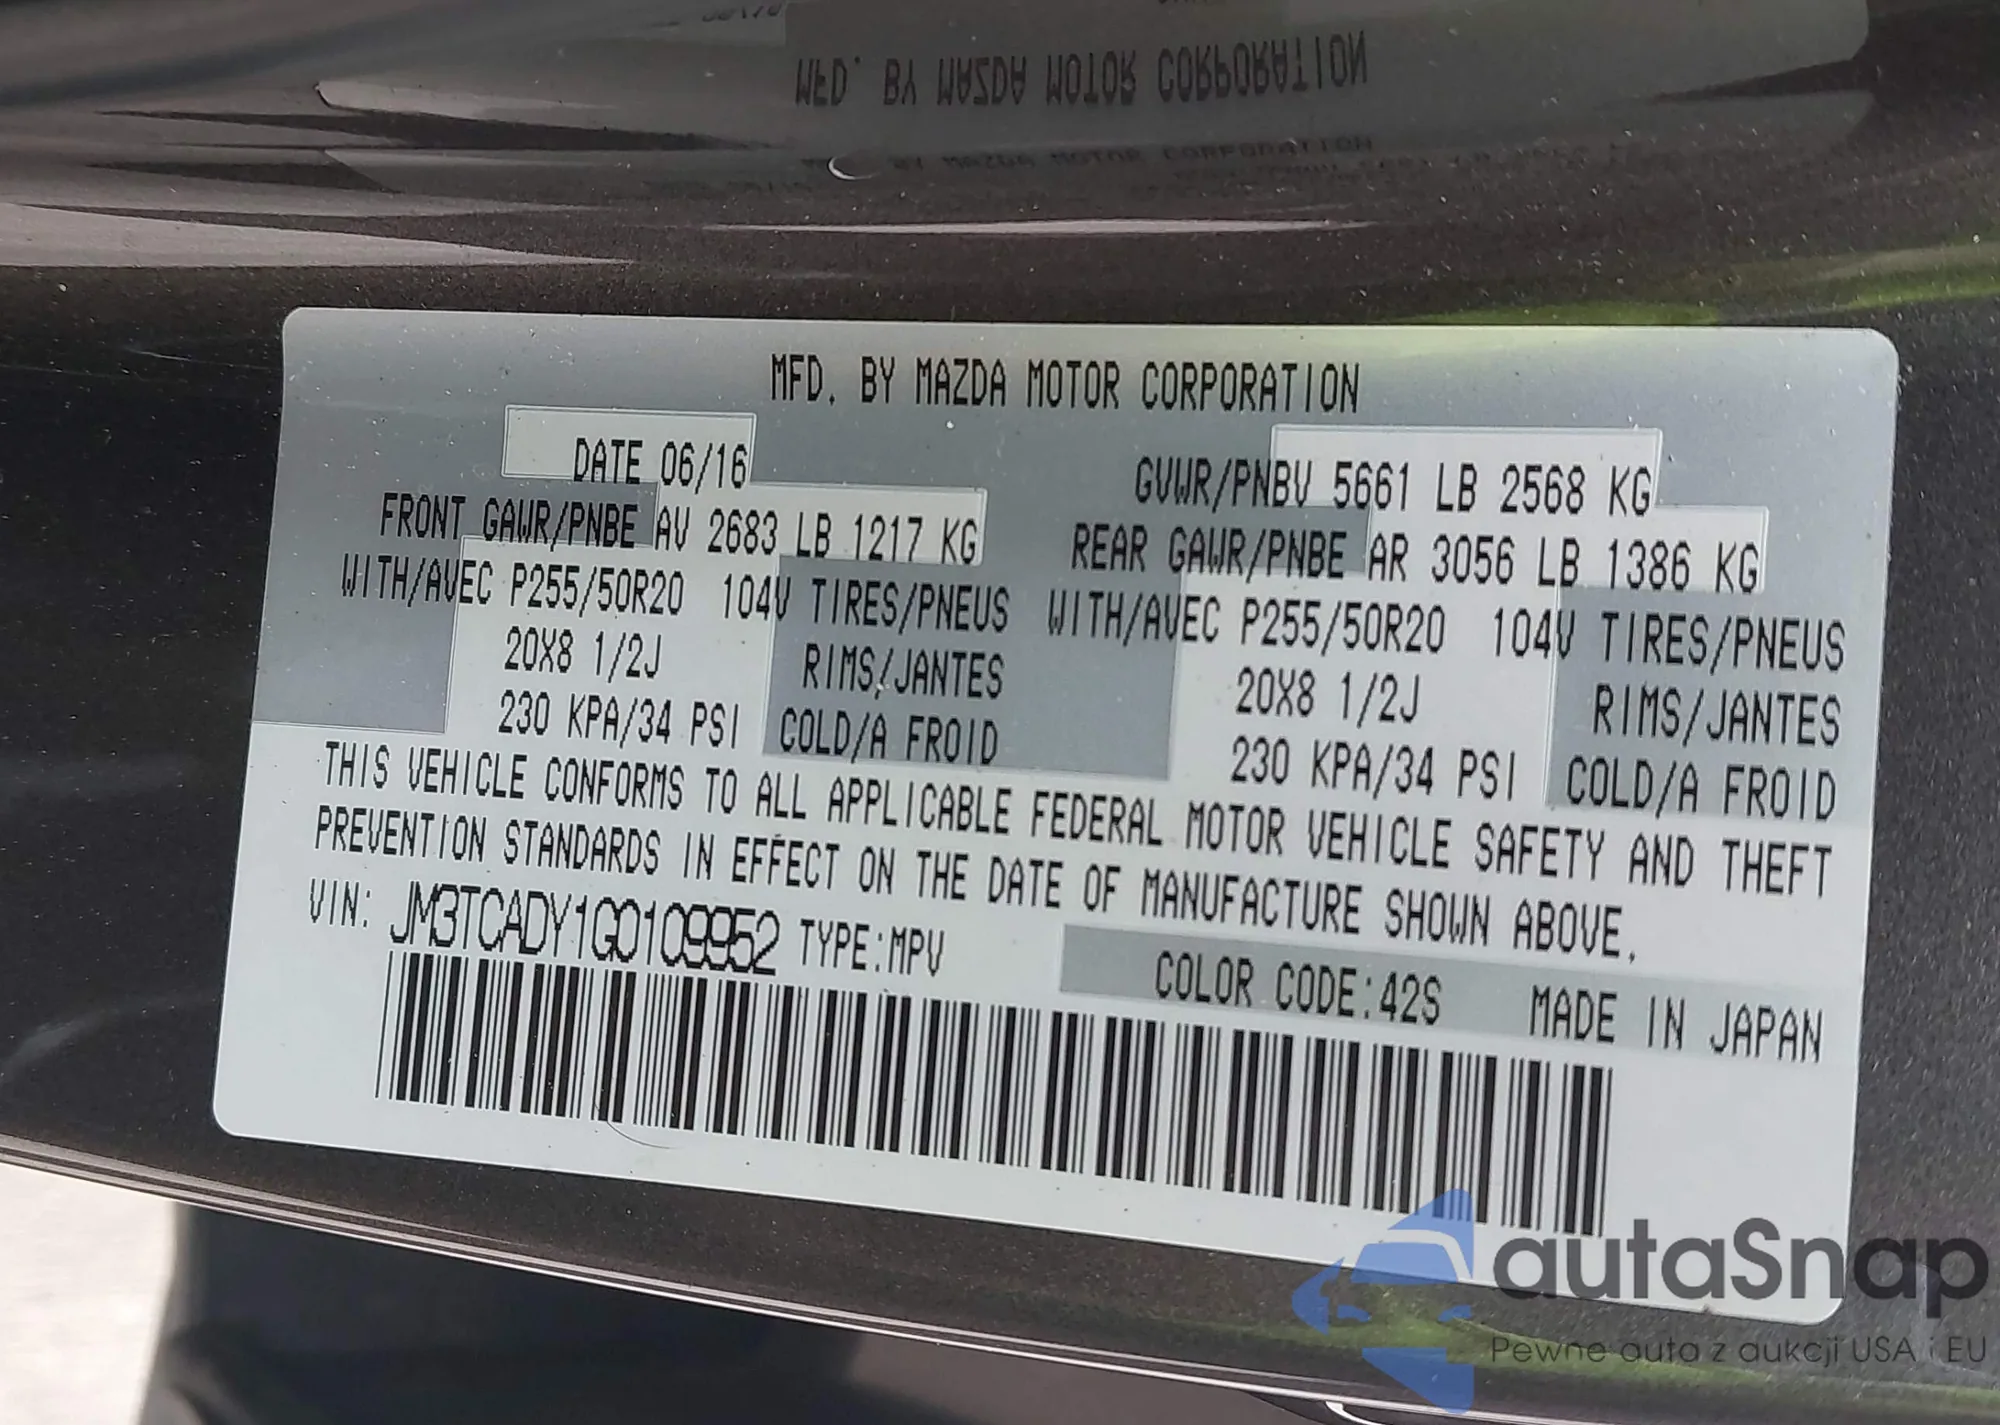 MFD. BY MAZDA MOTOR CORPORATION
MFD. BY MAZDA MOTOR CORPORATION
DATE 06/16 GVWR/PNBV 5661 LB 2568 KG
FRONT GAWR/PNBE AV 2683 LB 1217 KG REAR GAWR/PNBE AR 3056 LB 1386 KG
WITH/AVEC P255/50R20 104V TIRES/PNEUS WITH/AVEC P255/50R20 104V TIRES/PNEUS
20X8 1/2J RIMS/JANTES 20X8 1/2J RIMS/JANTES
230 KPA/34 PSI COLD/A FROID 230 KPA/34 PSI COLD/A FROID
THIS VEHICLE CONFORMS TO ALL APPLICABLE FEDERAL MOTOR VEHICLE SAFETY AND THEFT
PREVENTION STANDARDS IN EFFECT ON THE DATE OF MANUFACTURE SHOWN ABOVE.
VIN: JM3TCADY1G0109952 TYPE:MPV COLOR CODE:42S MADE IN JAPAN
autaSnap
Pewne auta z aukcji USA i EU